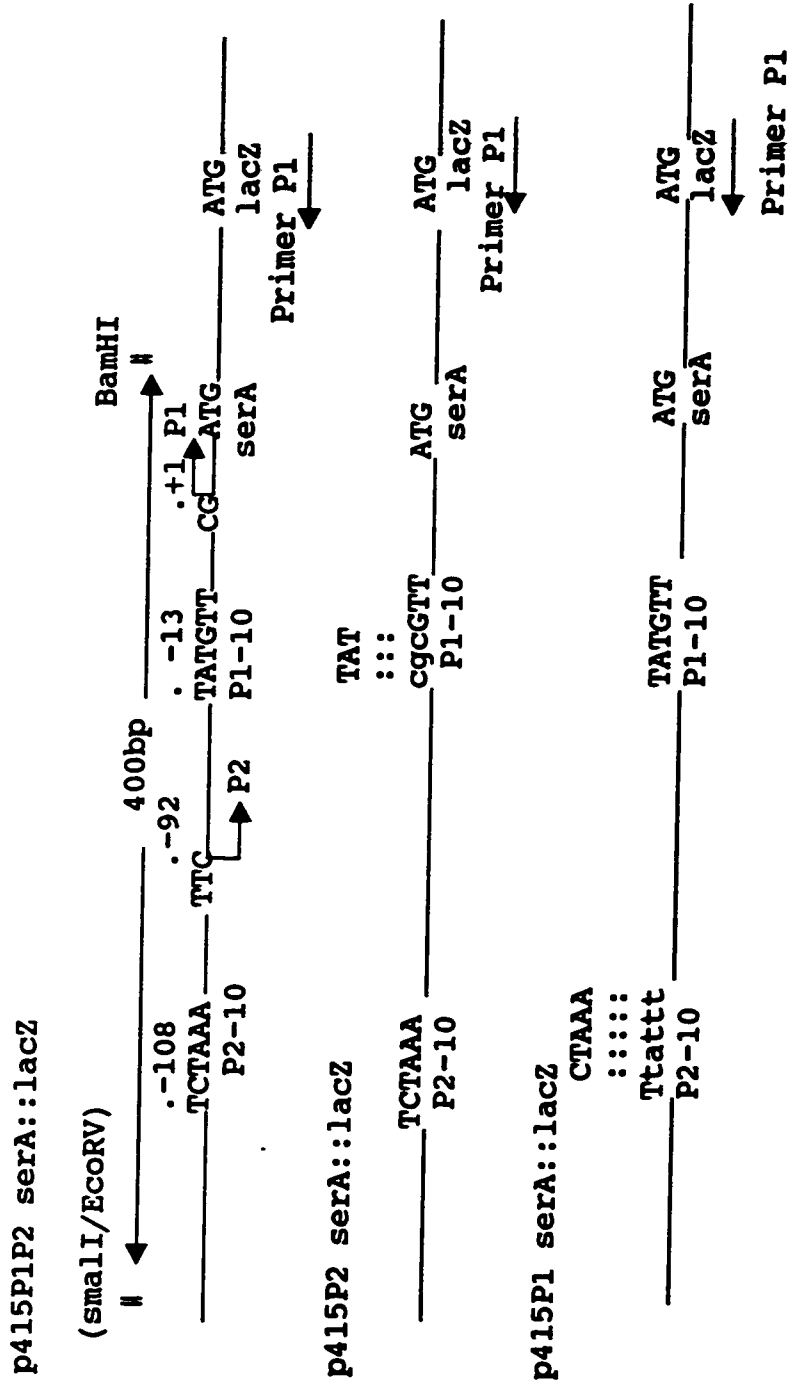 p415P1P2 serA::lacZ
(smalI/EcoRV)
BamHI
# #
400bp
.-108 .-92 .-13 .+1 P1
TCTAAA TTC TATGTT CG ATG ATG
P2-10 P2 P1-10 serA lacZ
Primer P1
p415P2 serA::lacZ
TAT
:::
TCTAAA cgcGTT ATG ATG
P2-10 P1-10 serA lacZ
Primer P1
p415P1 serA::lacZ
CTAAA
:::::
Ttattt TATGTT ATG ATG
P2-10 P1-10 serA lacZ
Primer P1